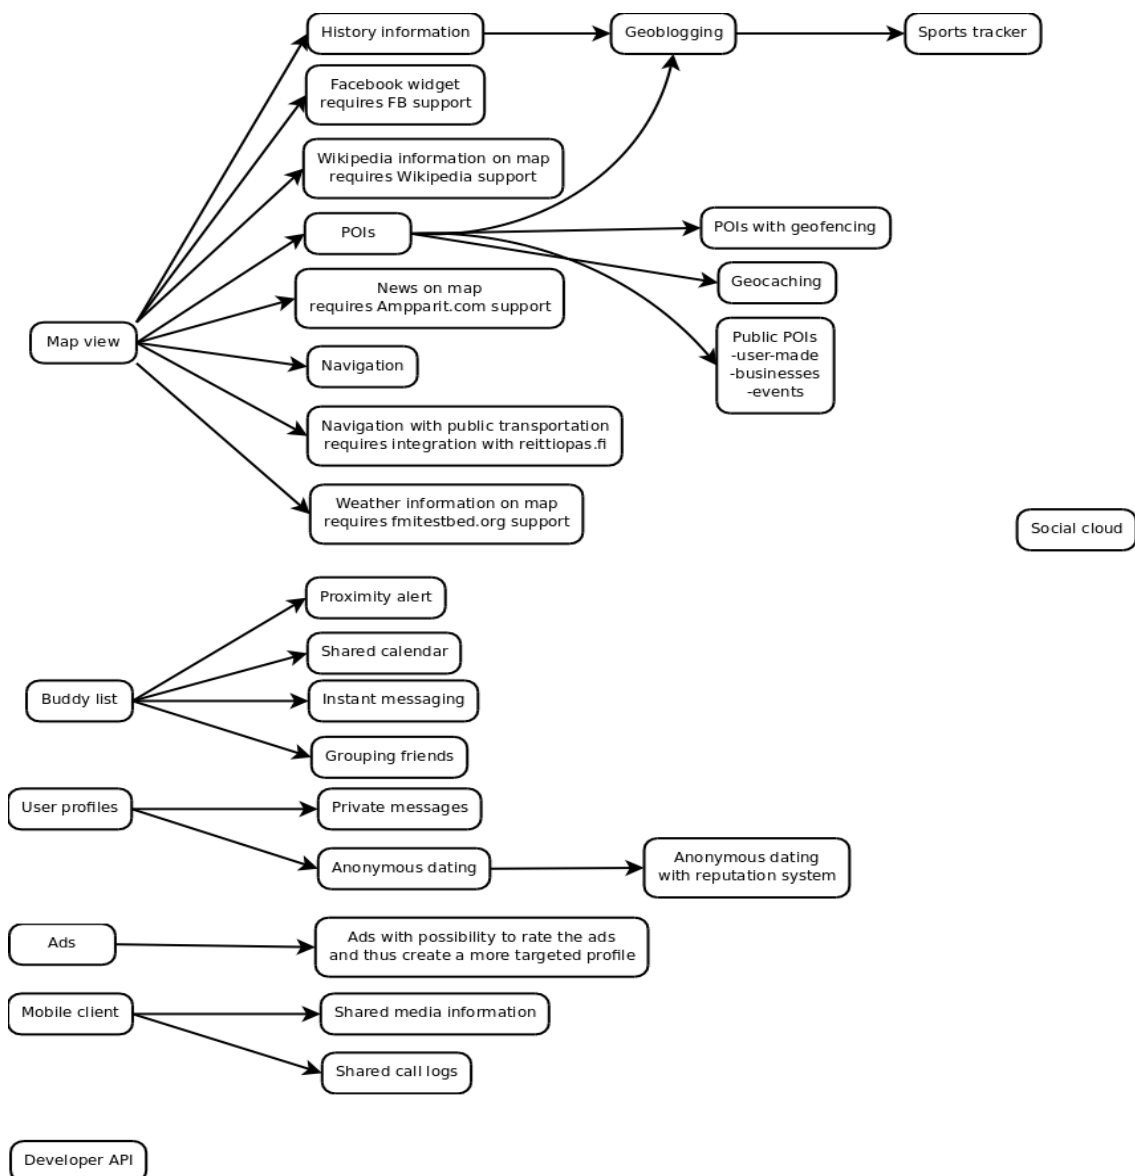 History information
Geoblogging
Sports tracker
Facebook widget
requires FB support
Wikipedia information on map
requires Wikipedia support
POIs
POIs with geofencing
Geocaching
News on map
requires Ampparit.com support
Map view
Public POIs
-user-made
-businesses
-events
Navigation
Navigation with public transportation
requires integration with reittiopas.fi
Weather information on map
requires fmitestbed.org support
Social cloud
Proximity alert
Shared calendar
Buddy list
Instant messaging
Grouping friends
User profiles
Private messages
Anonymous dating
Anonymous dating
with reputation system
Ads
Ads with possibility to rate the ads
and thus create a more targeted profile
Mobile client
Shared media information
Shared call logs
Developer API